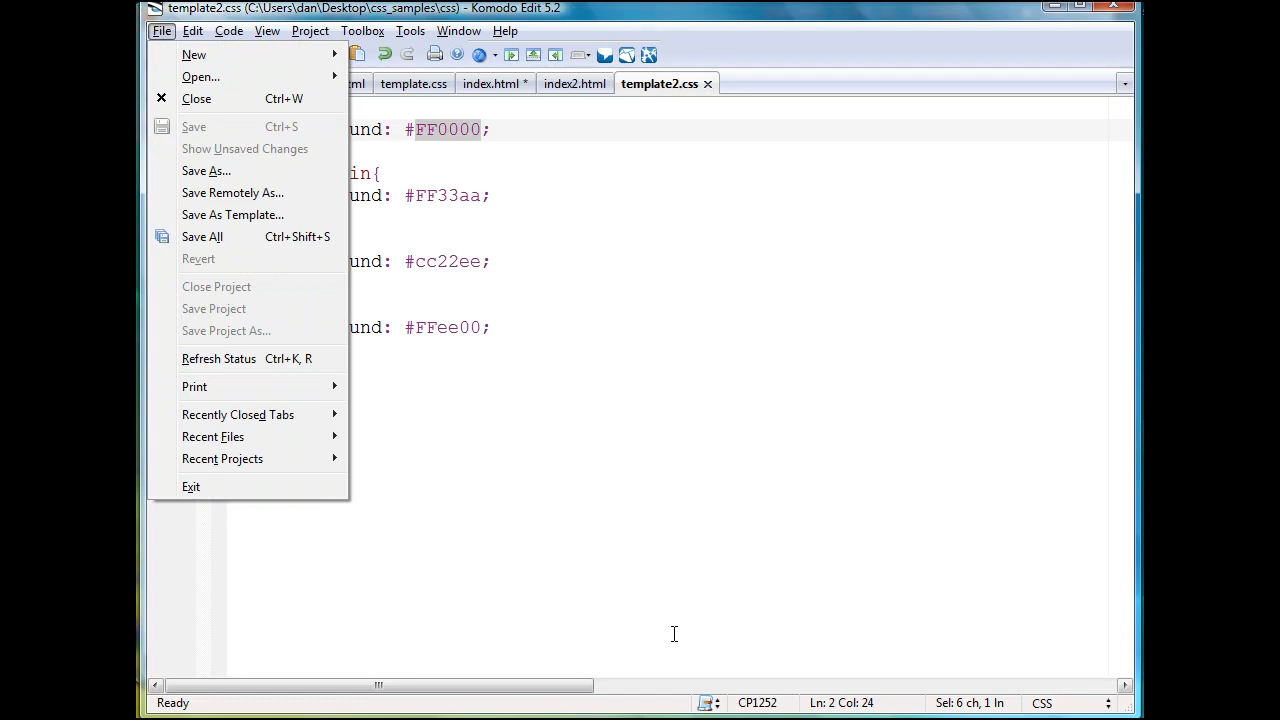 template2.css (C:\Users\dan\Desktop\css_samples\css) - Komodo Edit 5.2
File Edit Code View Project Toolbox Tools Window Help
ml template.css index.html * index2.html template2.css
New
Open...
Close Ctrl+W
Save Ctrl+S
Show Unsaved Changes
Save As...
Save Remotely As...
Save As Template...
Save All Ctrl+Shift+S
Revert
Close Project
Save Project
Save Project As...
Refresh Status Ctrl+K, R
Print
Recently Closed Tabs
Recent Files
Recent Projects
Exit
und: #FF0000;
in{
und: #FF33aa;
und: #cc22ee;
und: #FFee00;
Ready CP1252 Ln: 2 Col: 24 Sel: 6 ch, 1 ln CSS